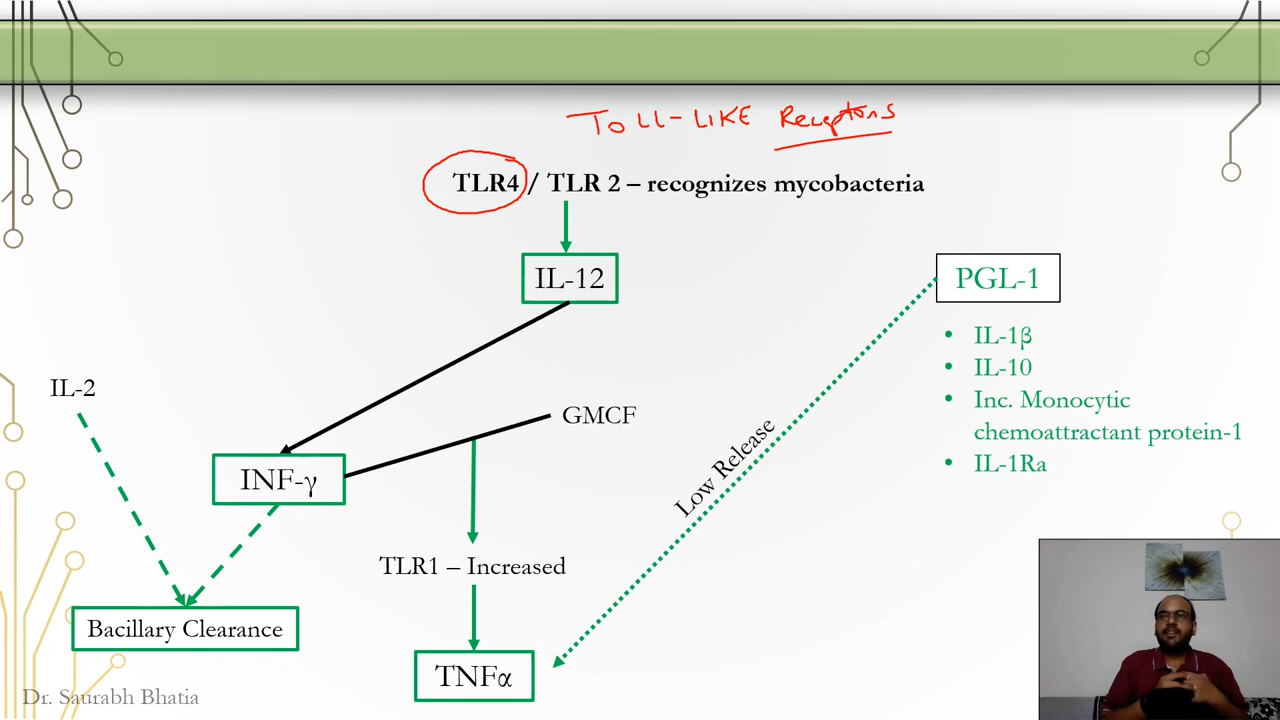 TOLL-LIKE Receptors
TLR4 / TLR 2 – recognizes mycobacteria
IL-12
PGL-1
• IL-1β
• IL-10
• Inc. Monocytic
chemoattractant protein-1
• IL-1Ra
IL-2
GMCF
Low Release
INF-γ
TLR1 – Increased
Bacillary Clearance
TNFα
Dr. Saurabh Bhatia